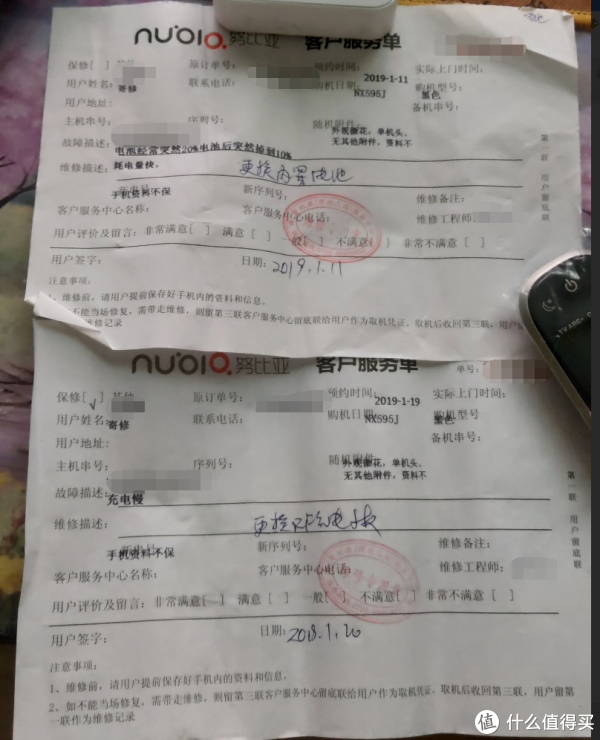 nubia 努比亚 客户服务单
保修[ ] 原订单号: 预约时间: 实际上门时间:
用户姓名: 寄修 联系电话: 购机日期: 2019-1-11 购机型号:
NX595J 黑色
用户地址: 备机串号:
主机串号: 序列号: 随机附件:
外观微花，单机头、
无其他附件，资料不
故障描述: 电池经常突然20%电池后突然掉到10%
维修描述: 耗电量快， 更换内置电池
手机资料不保 新序列号: 维修备注:
客户服务中心名称: 客户服务中心电话: 维修工程师:
用户评价及留言: 非常满意[ ] 满意[ ] 一般[ ] 不满意[ ] 非常不满意[ ]
用户签字: 日期: 2019.1.11
注意事项:
1、维修前，请用户提前保存好手机内的资料和信息。
不能当场修复，需带走维修，则留第三联客户服务中心留底联给用户作为取机凭证。取机后收回第三联，用户留
为维修记录
第一联 用户留底联
nubia 努比亚 客户服务单
单号:
保修[√] 其他 原订单号: 预约时间: 实际上门时间:
用户姓名: 寄修 联系电话: 购机日期: 2019-1-19 购机型号
NX595J 黑色
用户地址: 备机串号:
主机串号: 序列号: 随机附件
外观微花，单机头、
无其他附件，资料不
故障描述: 充电慢
维修描述: 更换 充电板
手机资料不保 新序列号: 维修备注:
客户服务中心名称: 客户服务中心电话: 维修工程师:
用户评价及留言: 非常满意[ ] 满意[ ] 一般[ ] 不满意[ ] 非常不满意[ ]
用户签字: 日期: 2019.1.20
注意事项:
1、维修前，请用户提前保存好手机内的资料和信息。
2、如不能当场修复，需带走维修，则留第三联客户服务中心留底联给用户作为取机凭证。取机后收回第三联，用户留第
一联作为维修记录
第一联 用户留底联
值 什么值得买